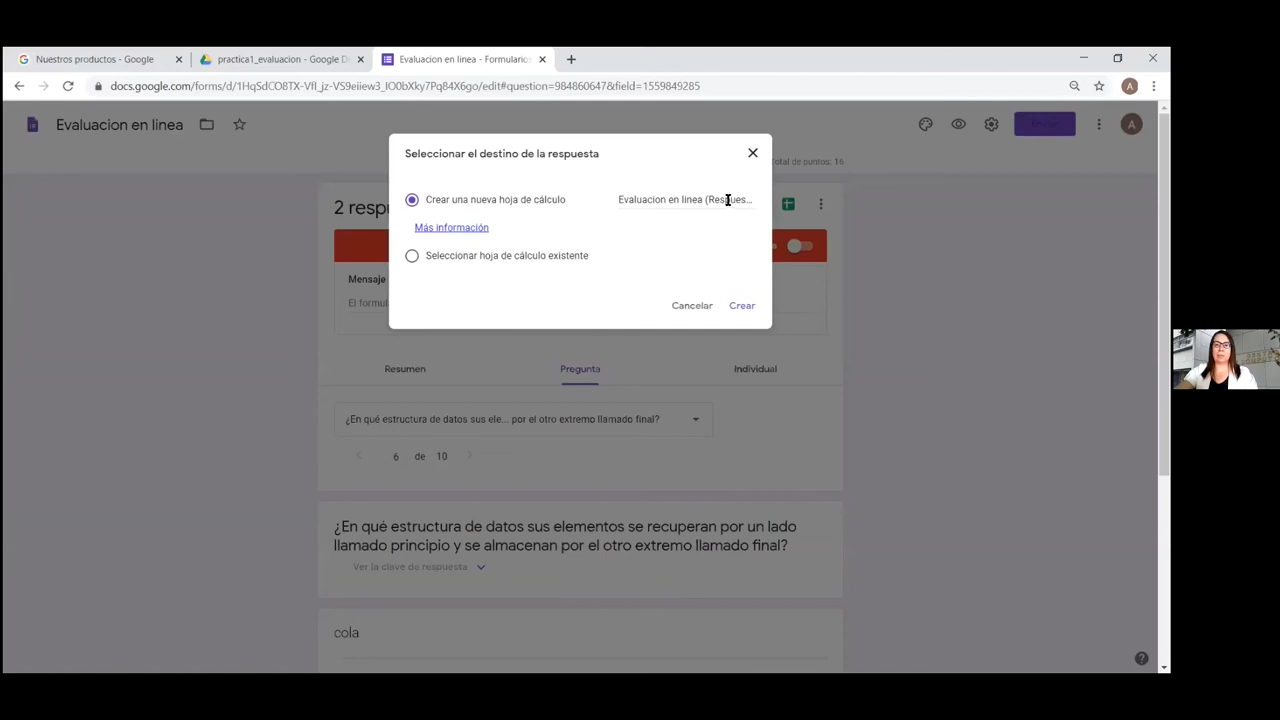 Nuestros productos - Google
practica1_evaluacion - Google D
Evaluacion en linea - Formularios
docs.google.com/forms/d/1HqSdCO8TX-Vfl_jz-VS9eiiew3_IO0bXky7Pq84X6go/edit#question=984860647&field=1559849285
A
Evaluacion en linea
Enviar
A
Total de puntos: 16
Seleccionar el destino de la respuesta
Crear una nueva hoja de cálculo
Evaluacion en linea (Respues...
Más información
Seleccionar hoja de cálculo existente
Cancelar
Crear
2 respu
s
Mensaje
El formul
Resumen
Pregunta
Individual
¿En qué estructura de datos sus ele... por el otro extremo llamado final?
6 de 10
¿En qué estructura de datos sus elementos se recuperan por un lado
llamado principio y se almacenan por el otro extremo llamado final?
Ver la clave de respuesta
cola